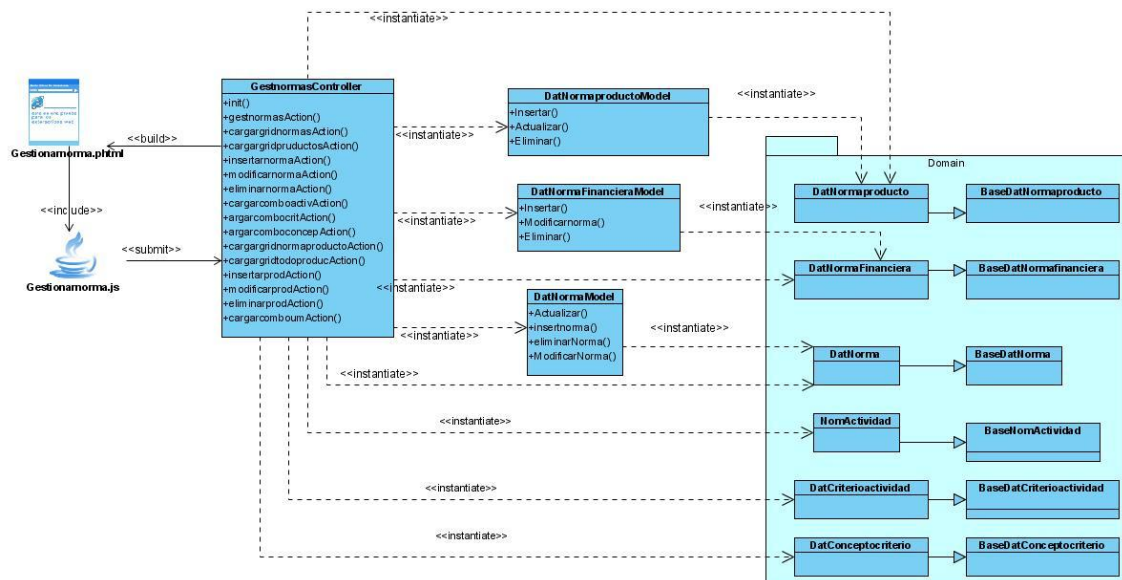 <<instantiate>>
GestnormasController
+init()
+gestnormasAction()
+cargargridnormasAction()
+cargargridpruductosAction()
+insertarnormaAction()
+modificarnormaAction()
+eliminarnormaAction()
+cargarcomboactivAction()
+argarcombocritAction()
+argarcomboconcepAction()
+cargargridnormaproductoAction()
+cargargridtodoproducAction()
+insertarprodAction()
+modificarprodAction()
+eliminarprodAction()
+cargarcomboumAction()
<<build>>
Gestionarnorma.phtml
<<include>>
<<submit>>
Gestionarnorma.js
DatNormaproductoModel
+Insertar()
+Actualizar()
+Eliminar()
<<instantiate>>
<<instantiate>>
DatNormaFinancieraModel
+Insertar()
+Modificarnorma()
+Eliminar()
<<instantiate>>
<<instantiate>>
<<instantiate>>
DatNormaModel
+Actualizar()
+insertnorma()
+eliminarNorma()
+ModificarNorma()
<<instantiate>>
<<instantiate>>
<<instantiate>>
<<instantiate>>
<<instantiate>>
<<instantiate>>
Domain
DatNormaproducto
BaseDatNormaproducto
DatNormaFinanciera
BaseDatNormafinanciera
DatNorma
BaseDatNorma
NomActividad
BaseNomActividad
DatCriterioactividad
BaseDatCriterioactividad
DatConceptocriterio
BaseDatConceptocriterio